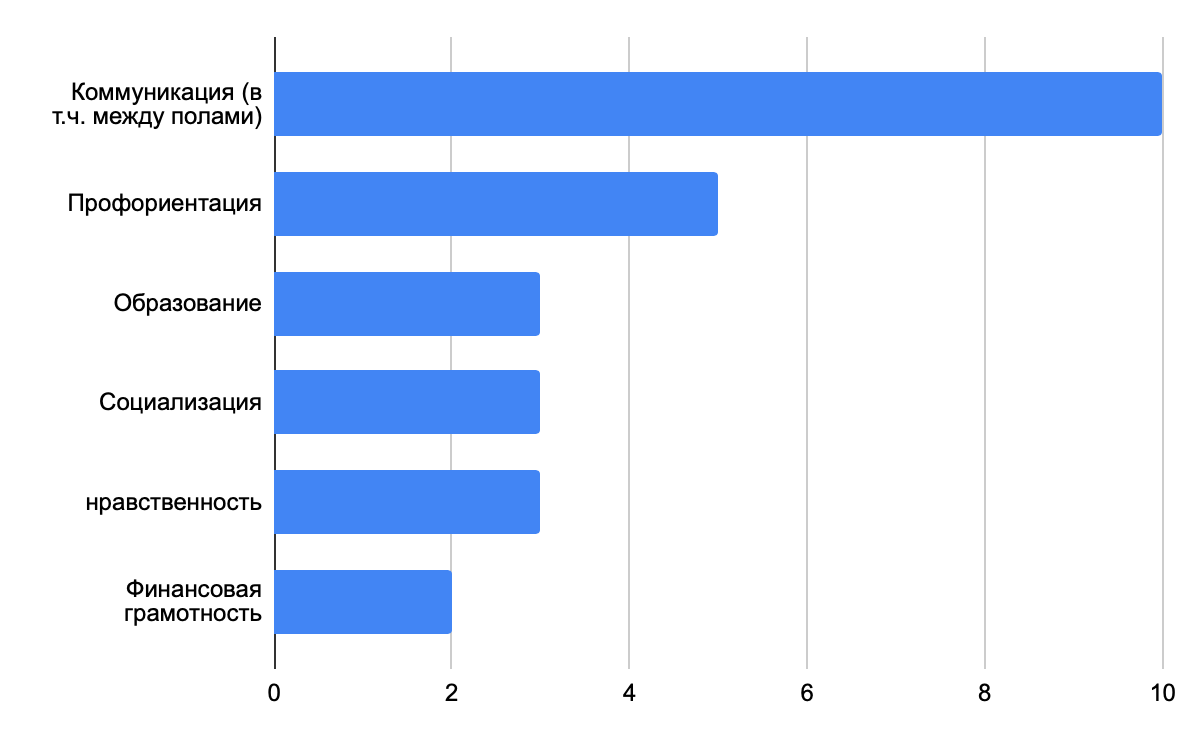 Коммуникация (в
т.ч. между полами)
Профориентация
Образование
Социализация
нравственность
Финансовая
грамотность
0 2 4 6 8 10